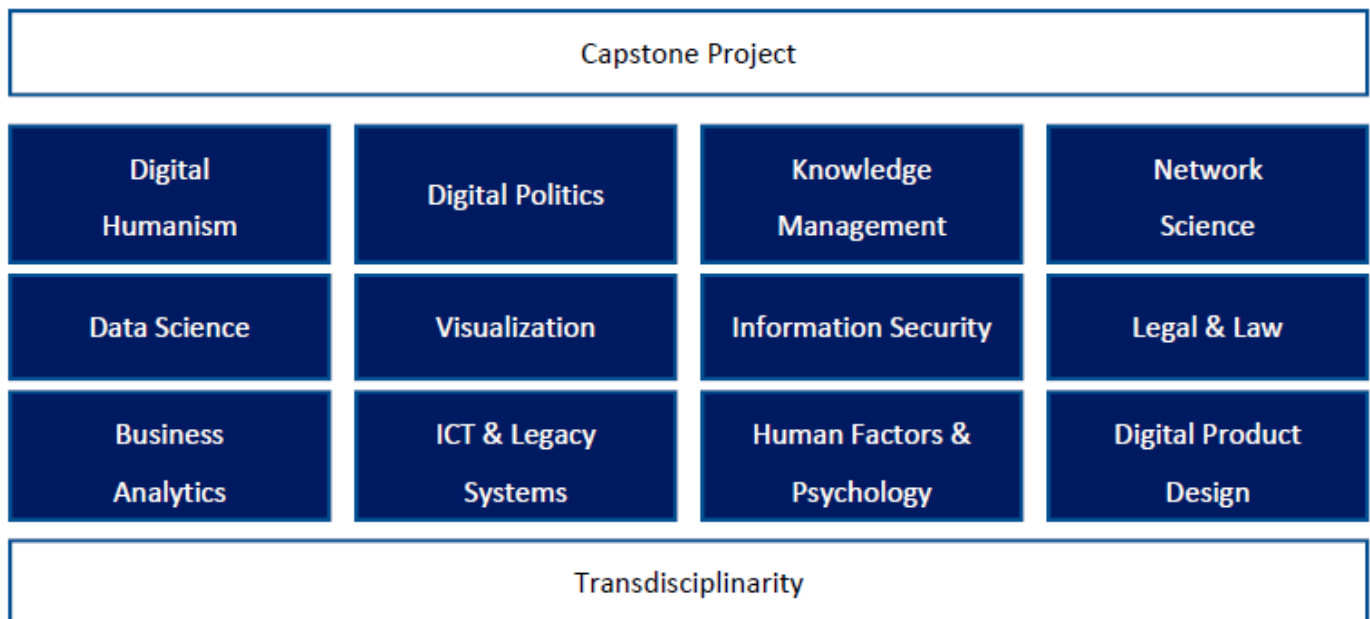 Capstone Project
Digital
Humanism
Digital Politics
Knowledge
Management
Network
Science
Data Science
Visualization
Information Security
Legal & Law
Business
Analytics
ICT & Legacy
Systems
Human Factors &
Psychology
Digital Product
Design
Transdisciplinarity